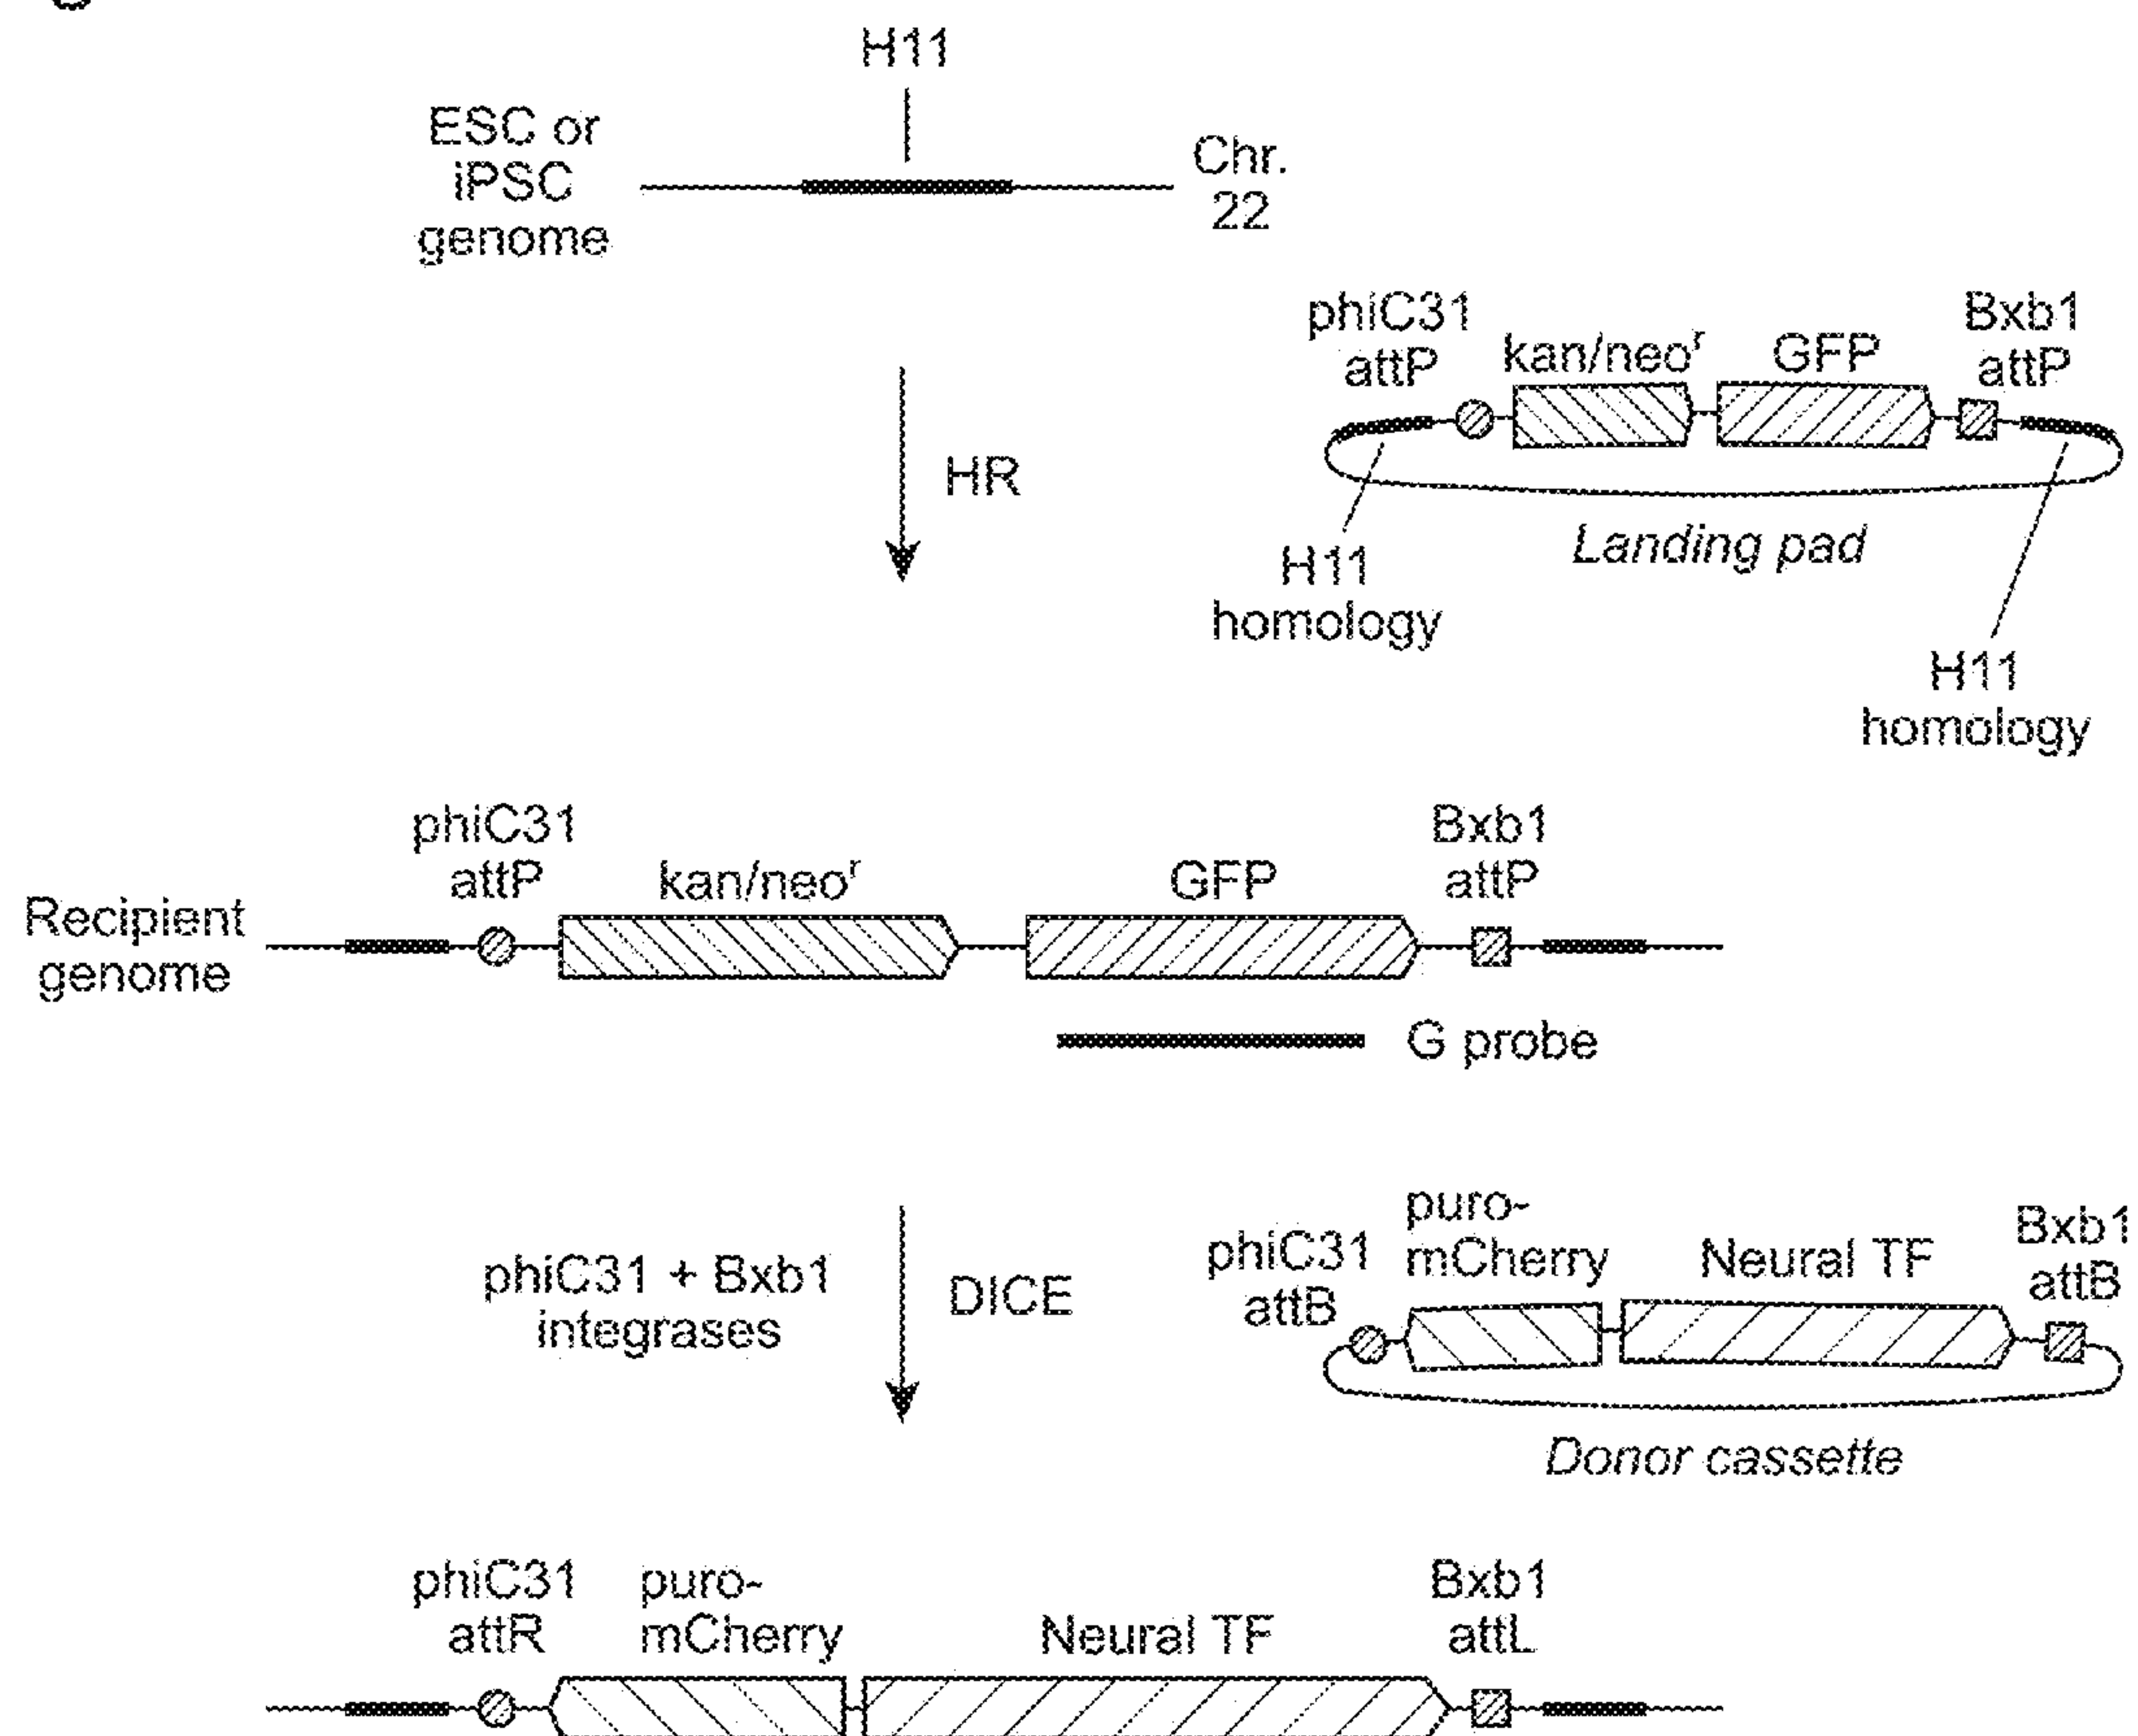 H11
ESC or
iPSC
genome
Chr.
22
phiC31
attP
kan/neoʳ
GFP
Bxb1
attP
HR
Landing pad
H11
homology
H11
homology
phiC31
attP
kan/neoʳ
GFP
Bxb1
attP
Recipient
genome
G probe
phiC31 + Bxb1
integrases
DICE
phiC31
attB
puro-
mCherry
Neural TF
Bxb1
attB
Donor cassette
phiC31
attR
puro-
mCherry
Neural TF
Bxb1
attL